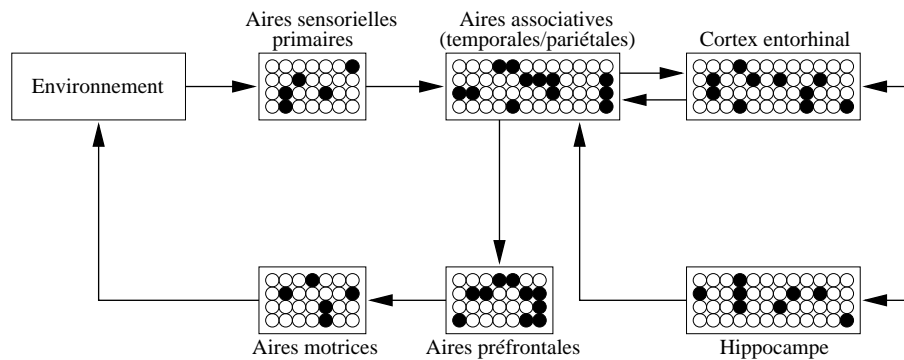 Aires sensorielles
primaires
Aires associatives
(temporales/pariétales)
Cortex entorhinal
Environnement
Aires motrices
Aires préfrontales
Hippocampe